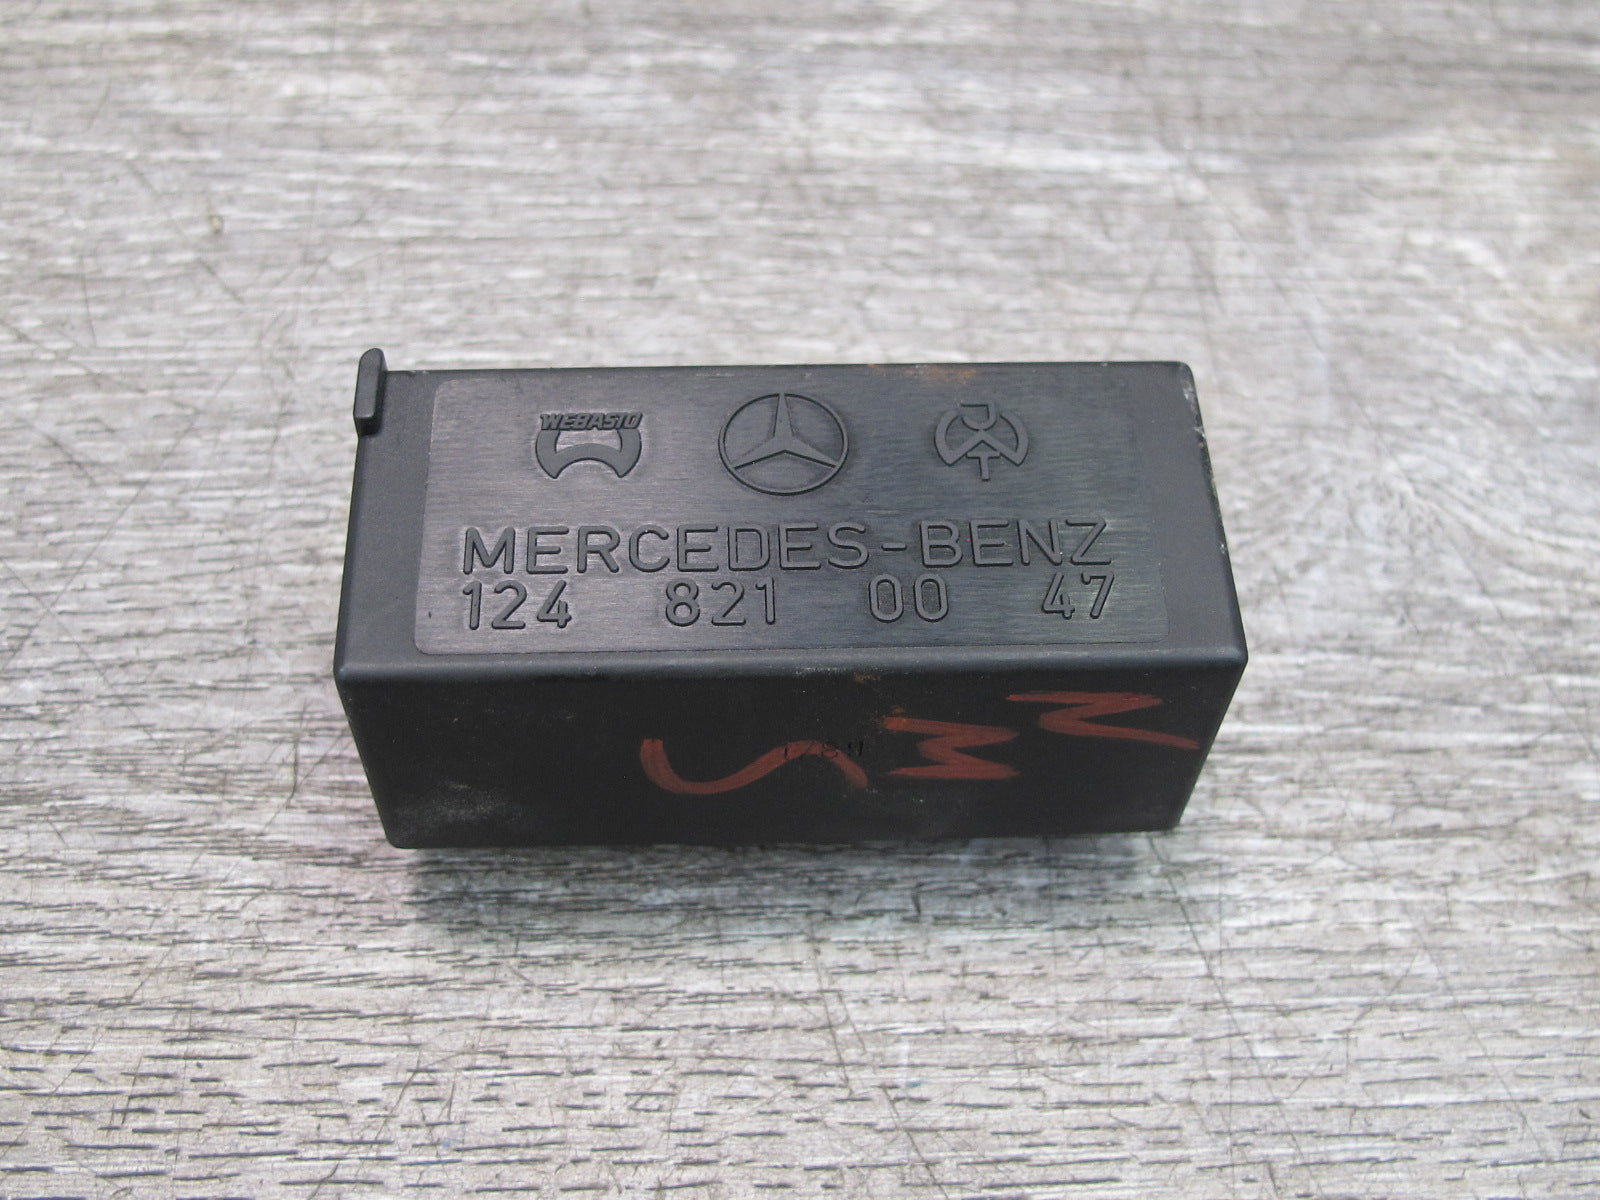 WEBASTO
MERCEDES-BENZ
124 821 00 47